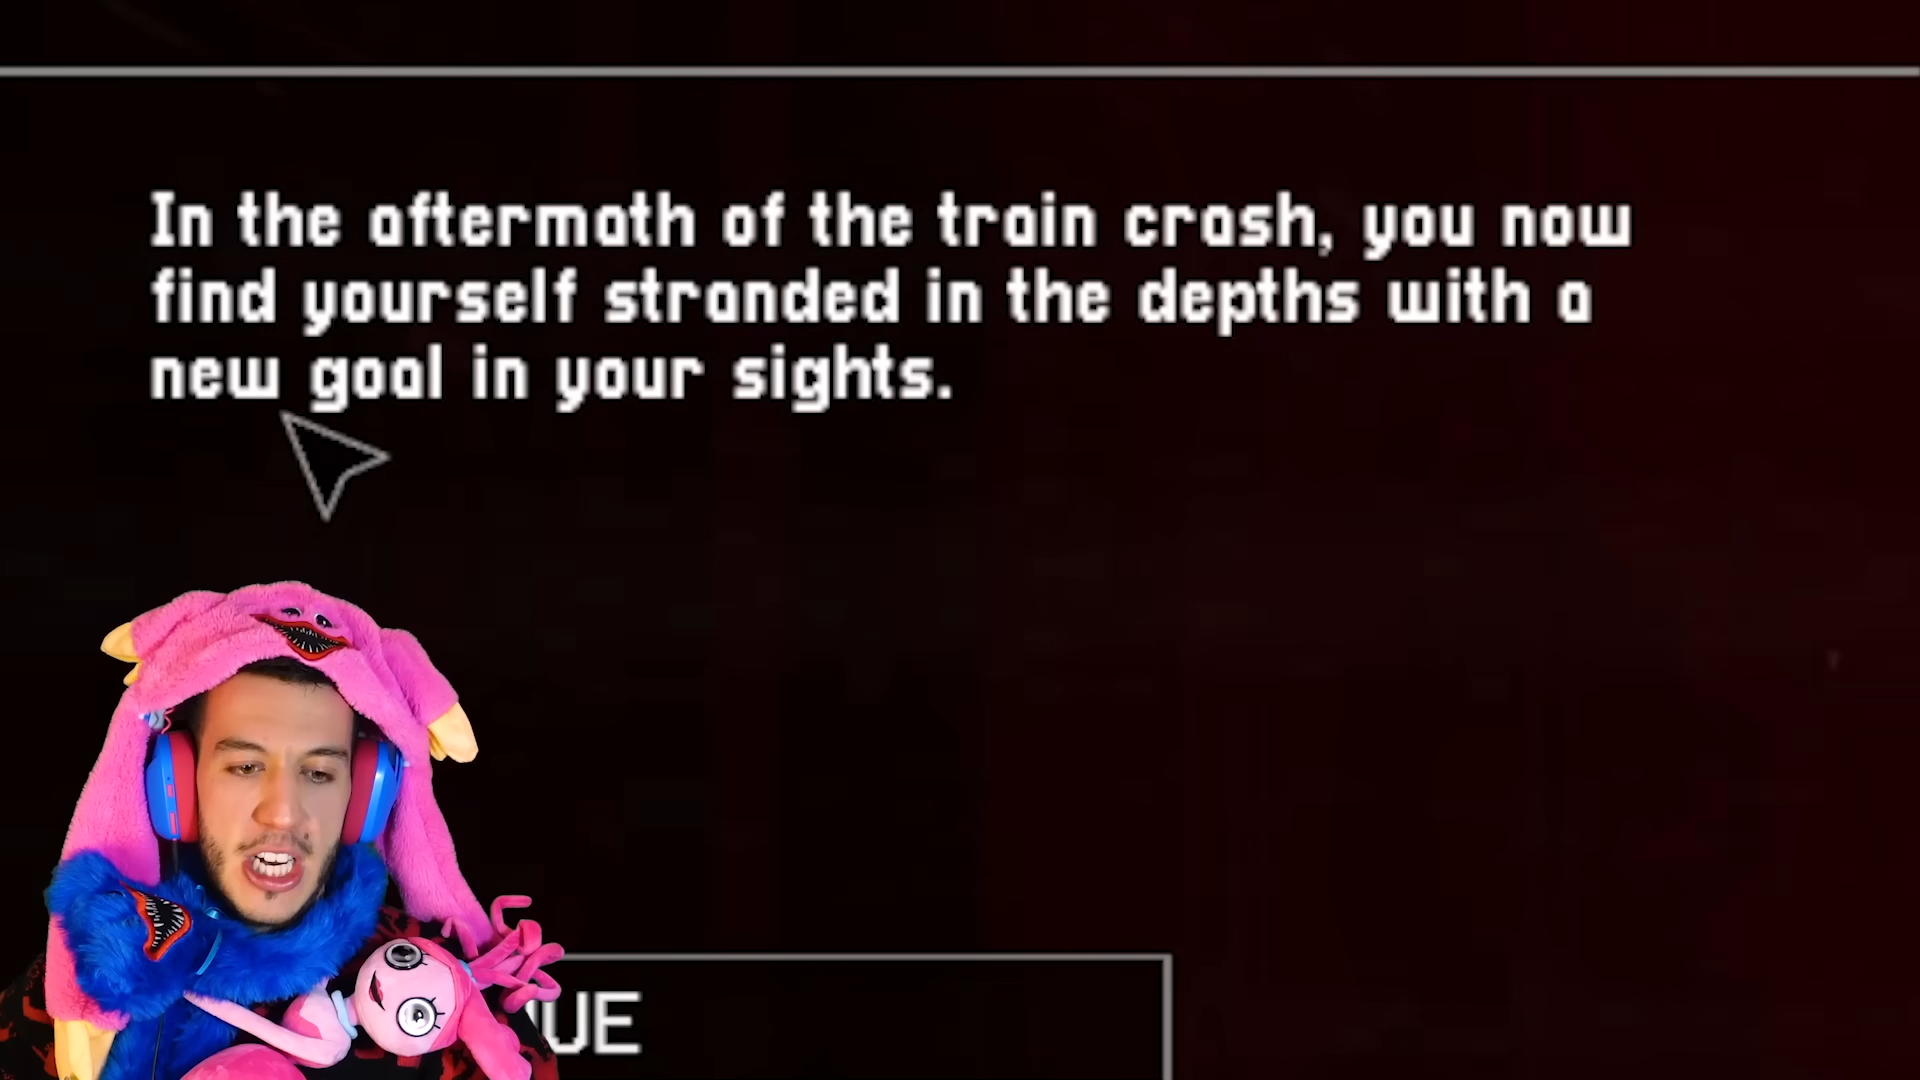 In the aftermath of the train crash, you now
find yourself stranded in the depths with a
new goal in your sights.
NUE